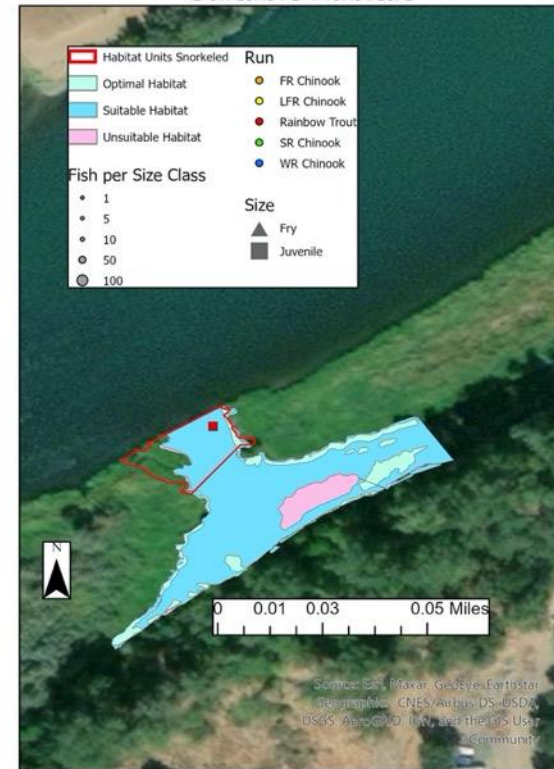 Habitat Units Snorkeled
Optimal Habitat
Suitable Habitat
Unsuitable Habitat
Fish per Size Class
1
5
10
50
100
Run
FR Chinook
LFR Chinook
Rainbow Trout
SR Chinook
WR Chinook
Size
Fry
Juvenile
N
0 0.01 0.03 0.05 Miles
Source: Esri, Maxar, GeoEye, Earthstar
Geographics, CNES/Airbus DS, USDA,
USGS, AeroGRID, IGN, and the GIS User
Community